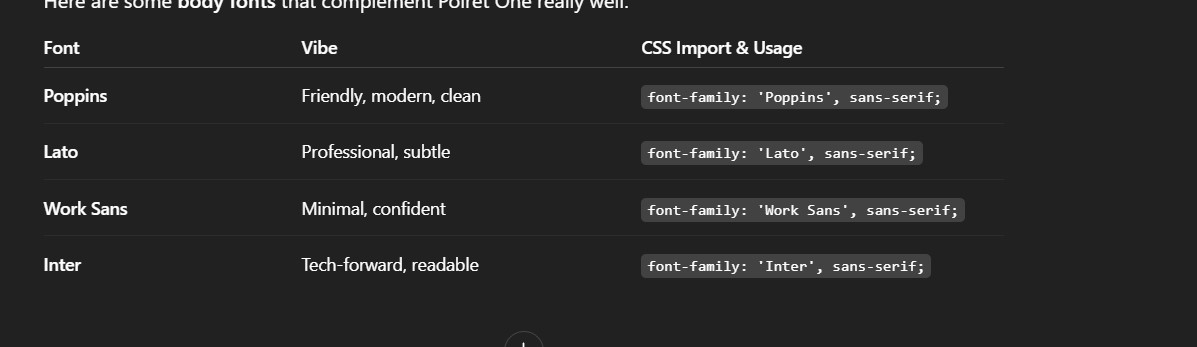 Here are some body fonts that complement Poiret One really well:
Font Vibe CSS Import & Usage
Poppins Friendly, modern, clean font-family: 'Poppins', sans-serif;
Lato Professional, subtle font-family: 'Lato', sans-serif;
Work Sans Minimal, confident font-family: 'Work Sans', sans-serif;
Inter Tech-forward, readable font-family: 'Inter', sans-serif;